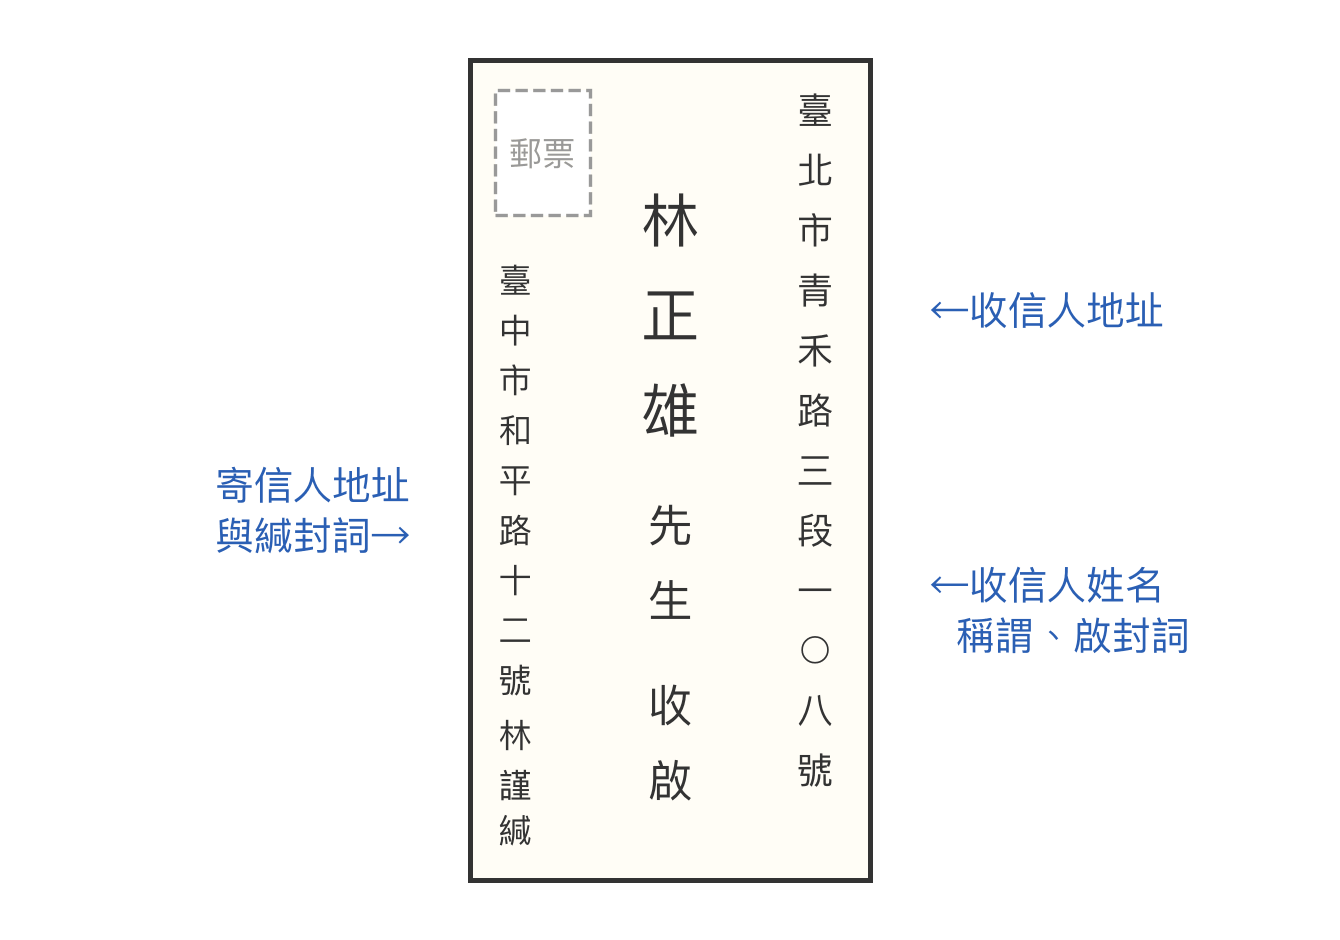 臺北市青禾路三段一〇八號
林正雄先生收啟
郵票
臺中市和平路十二號林謹緘
←收信人地址
←收信人姓名
稱謂、啟封詞
寄信人地址
與緘封詞→